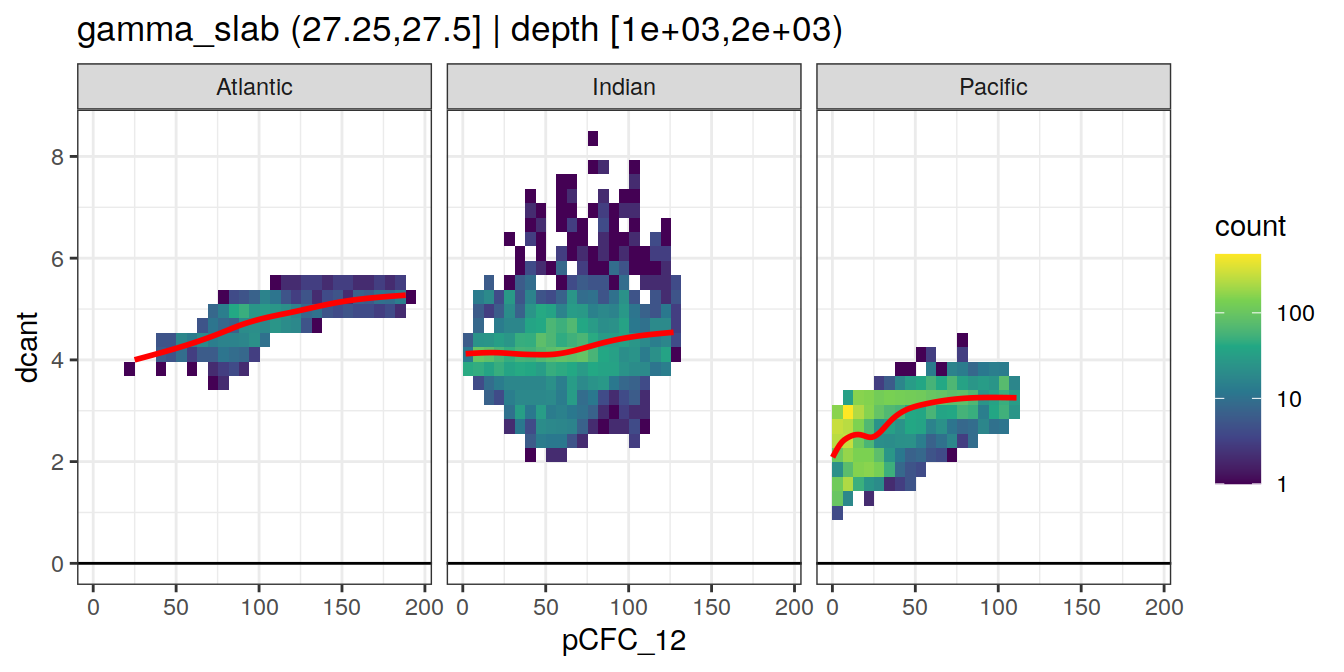 gamma_slab (27.25,27.5] | depth [1e+03,2e+03)
Atlantic Indian Pacific
dcant
8
6
4
2
0
0 50 100 150 200 0 50 100 150 200 0 50 100 150 200
pCFC_12
count
100
10
1